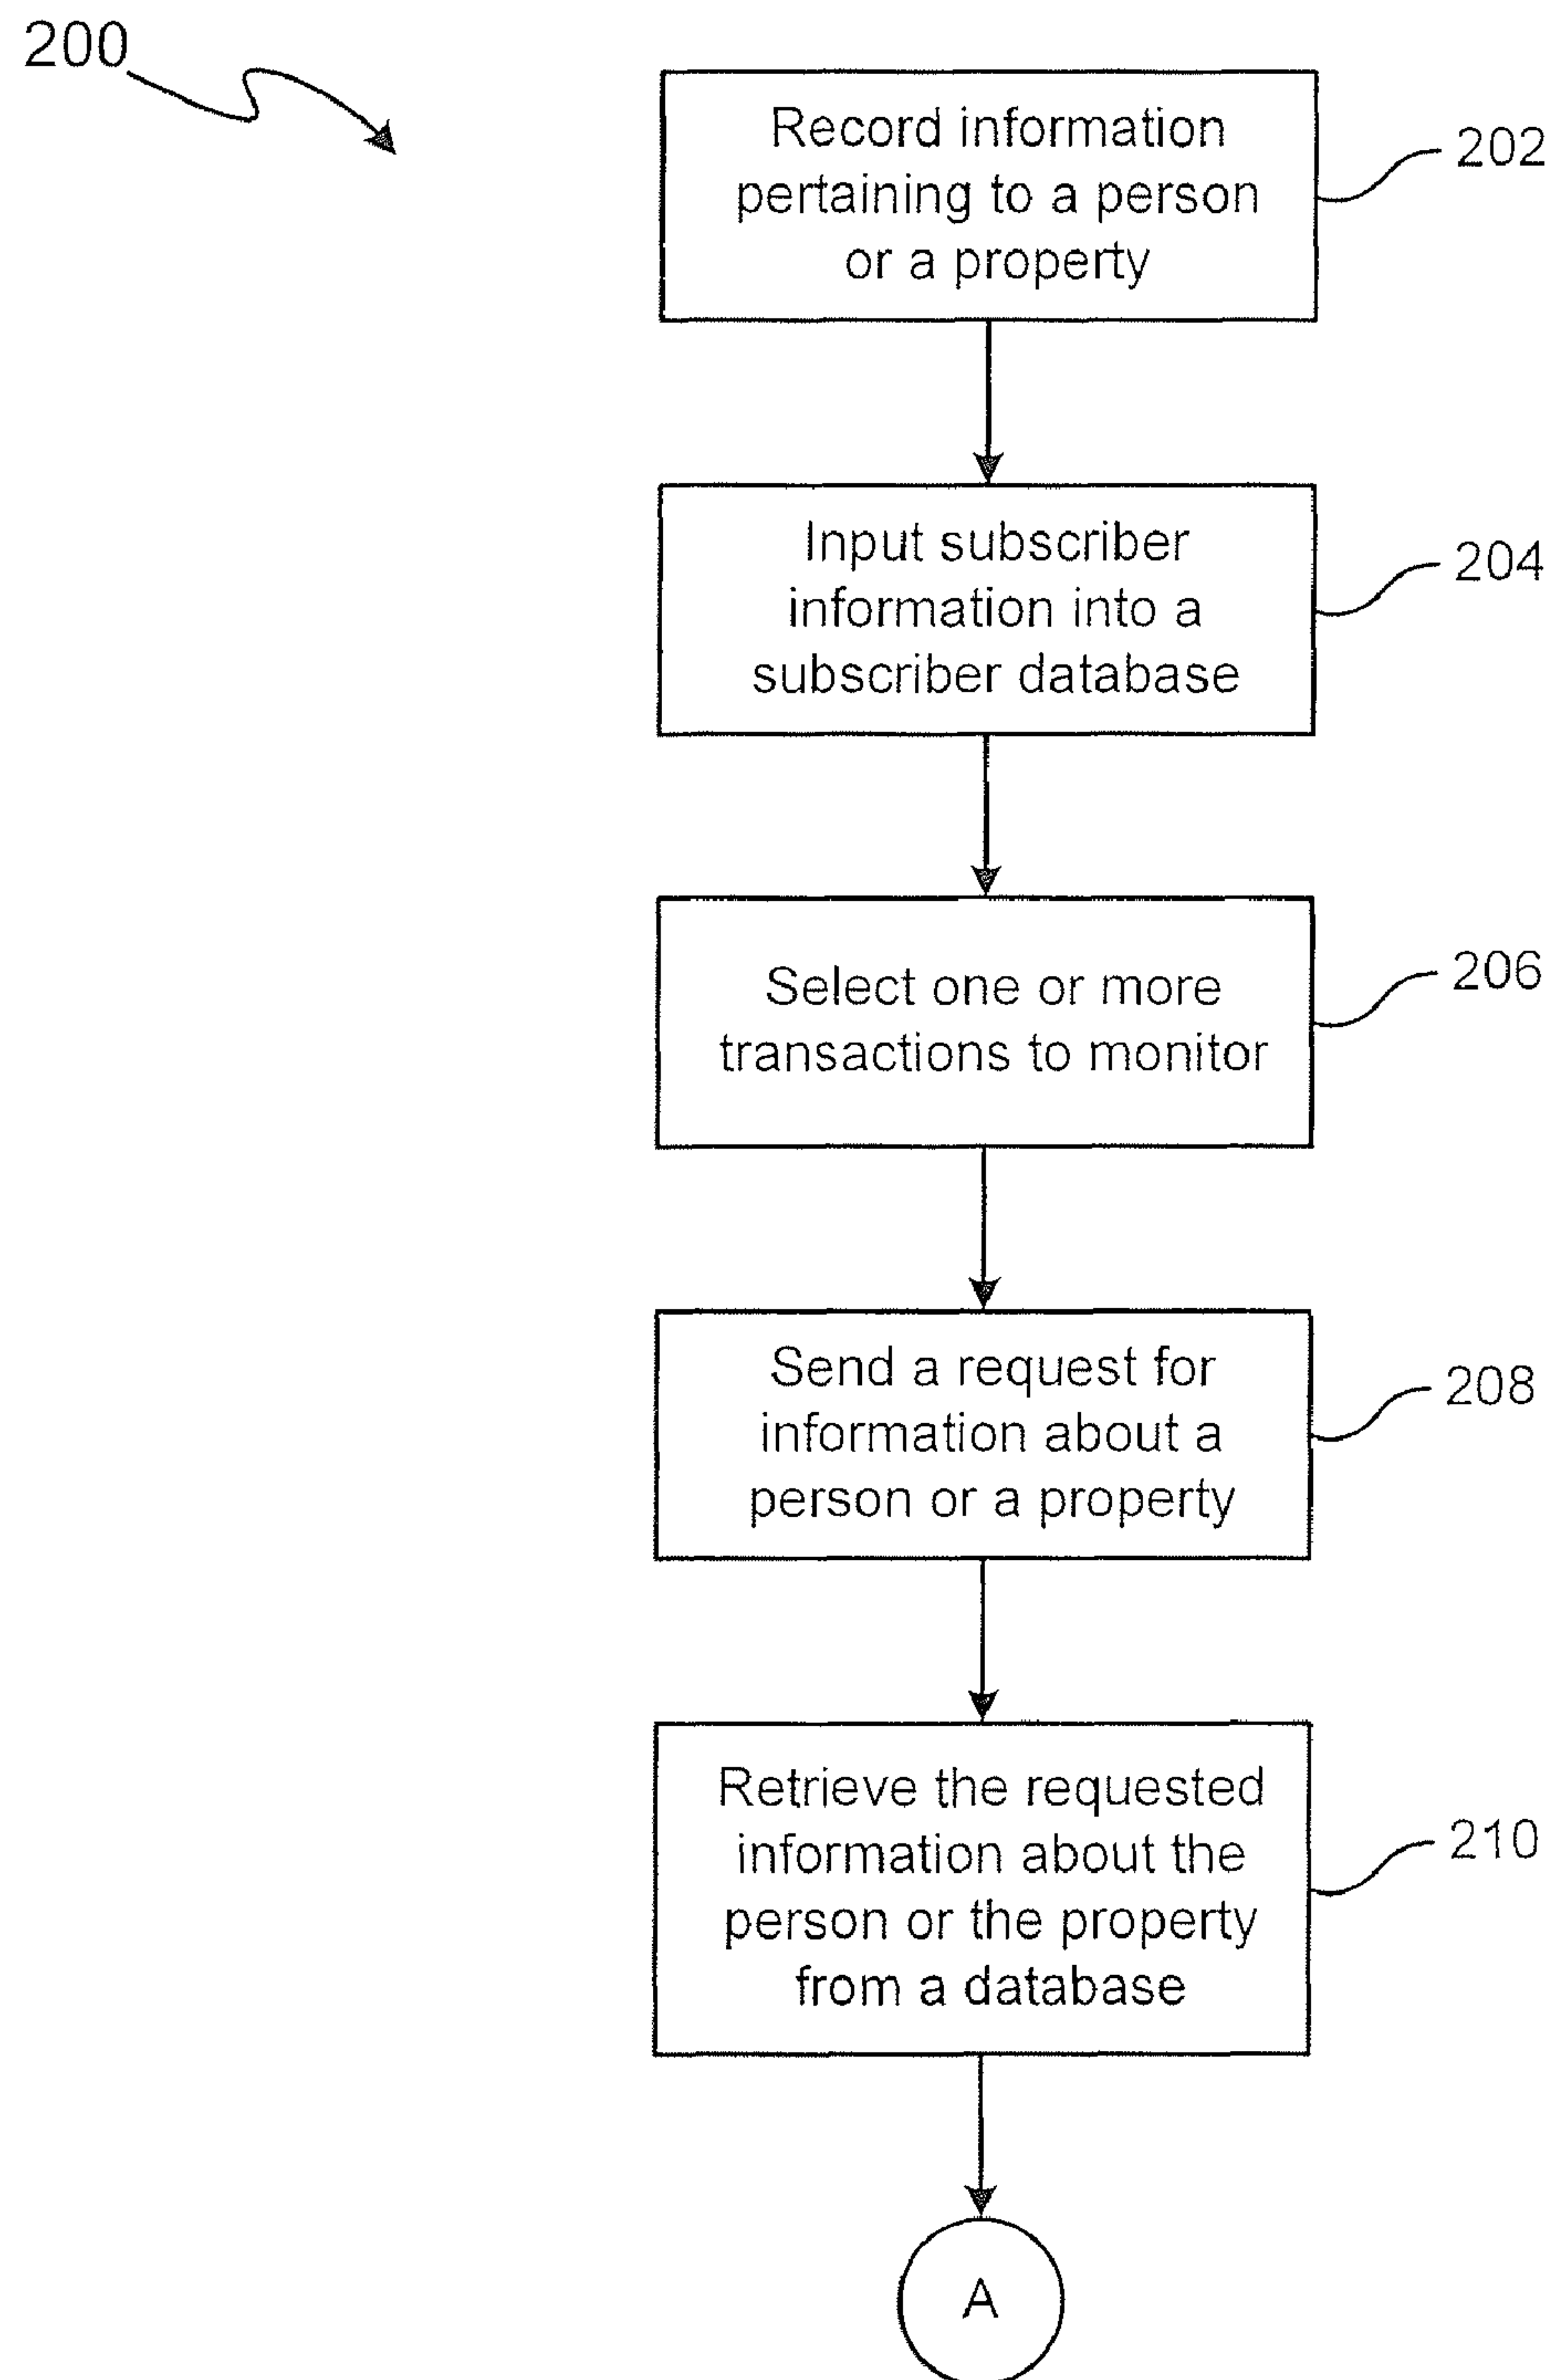 200
Record information
pertaining to a person
or a property
202
Input subscriber
information into a
subscriber database
204
Select one or more
transactions to monitor
206
Send a request for
information about a
person or a property
208
Retrieve the requested
information about the
person or the property
from a database
210
A